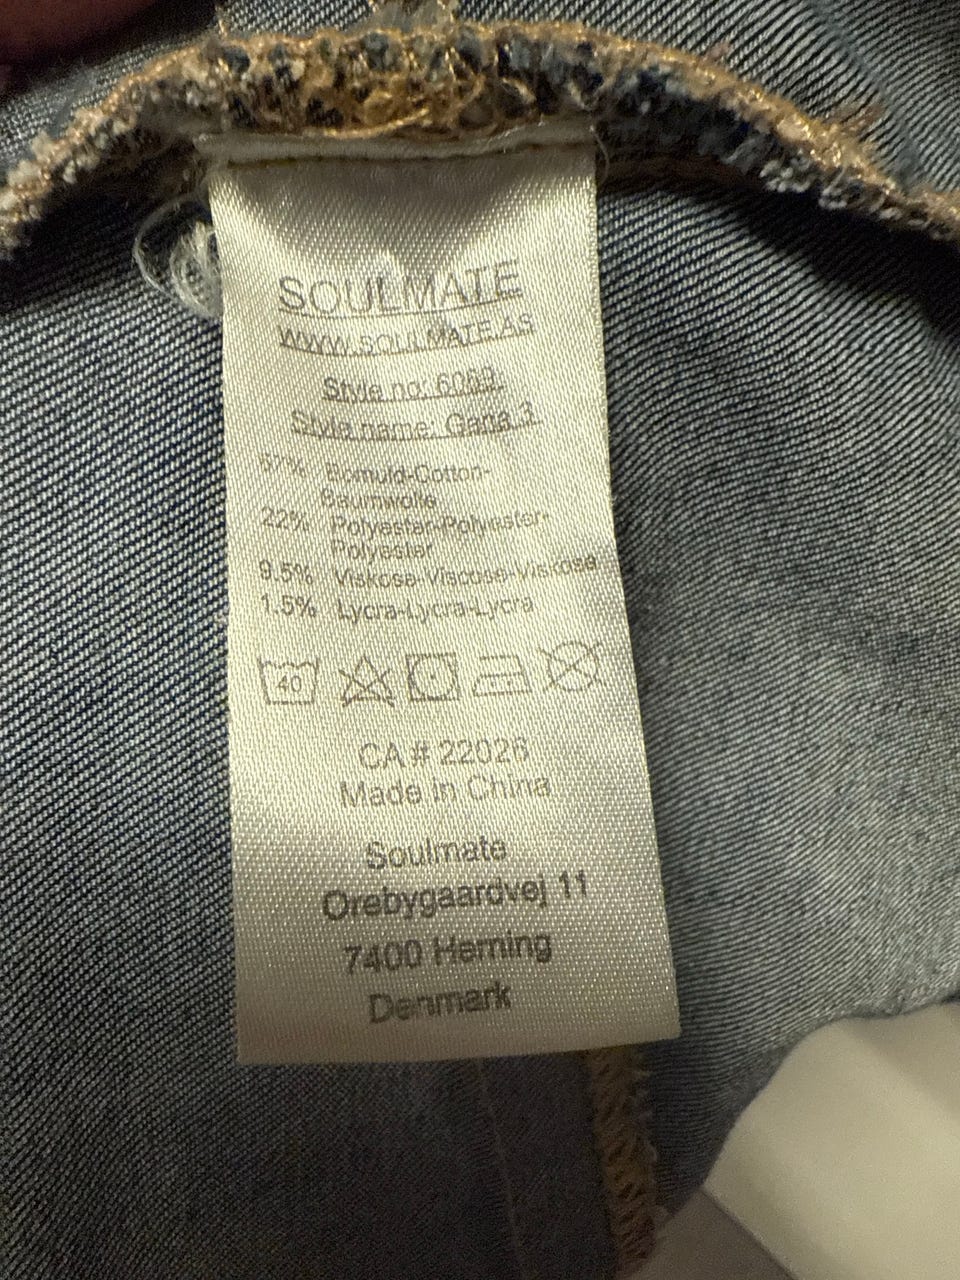 SOULMATE
WWW.SOULMATE.AS
Style no: 6069
Style name: Gana 3
67% Bomuld-Cotton-
Baumwolle
22% Polyester-Polyester-
Polyester
9.5% Viskose-Viscose-Viskose
1.5% Lycra-Lycra-Lycra
40
CA # 22026
Made in China
Soulmate
Orebygaardvej 11
7400 Herning
Denmark